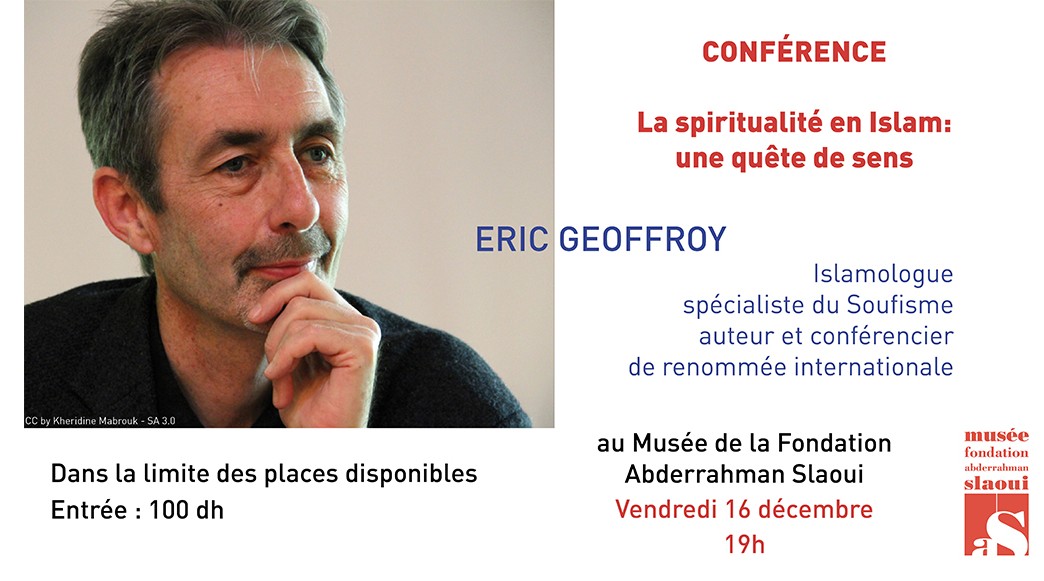 CONFÉRENCE
La spiritualité en Islam:
une quête de sens
ERIC GEOFFROY
Islamologue
spécialiste du Soufisme
auteur et conférencier
de renommée internationale
CC by Kheridine Mabrouk - SA 3.0
Dans la limite des places disponibles
Entrée : 100 dh
au Musée de la Fondation
Abderrahman Slaoui
Vendredi 16 décembre
19h
musée
fondation
abderrahman
slaoui
aS